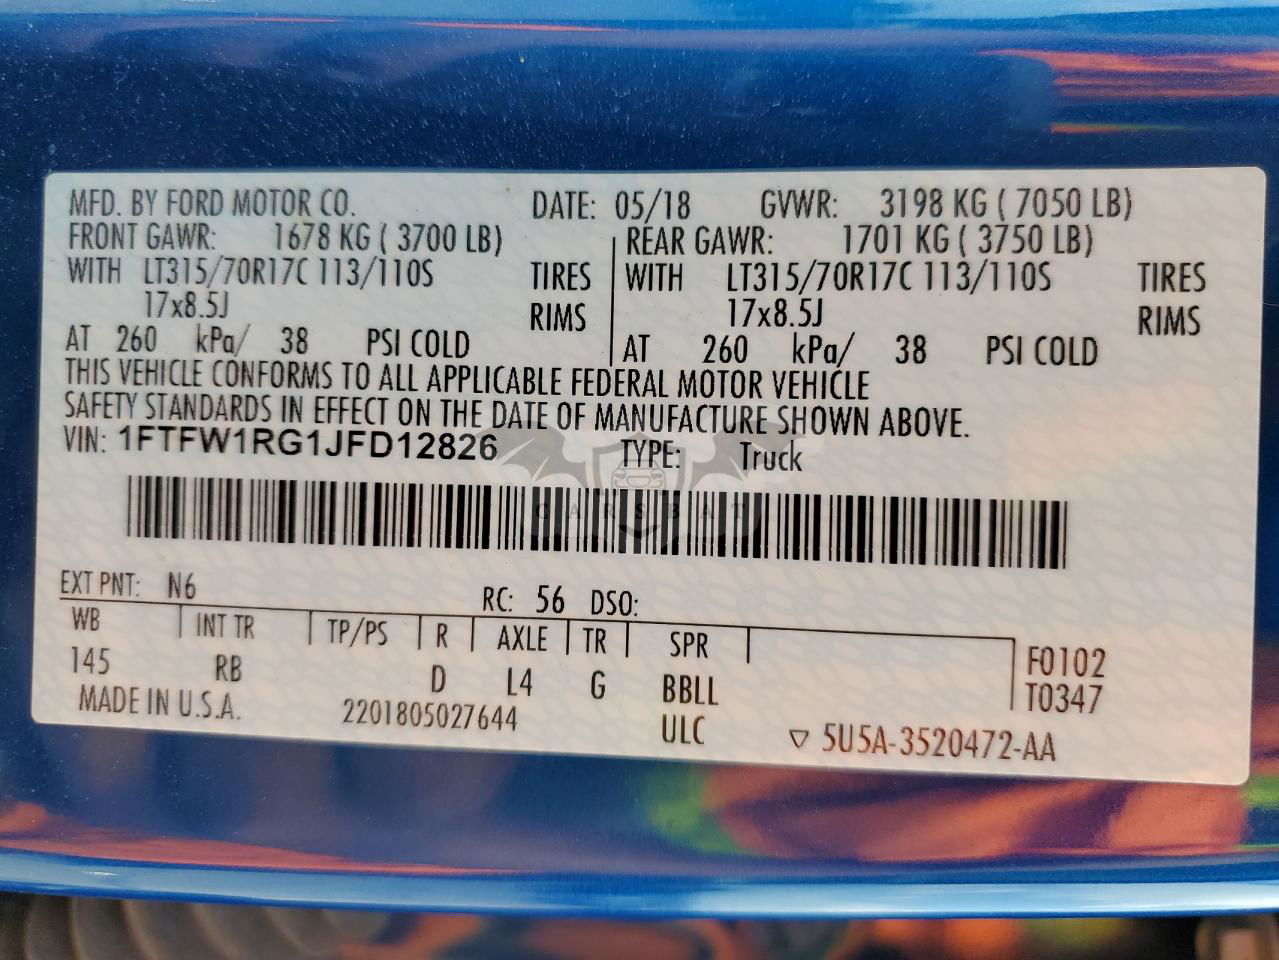 MFD. BY FORD MOTOR CO. DATE: 05/18 GVWR: 3198 KG ( 7050 LB)
FRONT GAWR: 1678 KG ( 3700 LB) REAR GAWR: 1701 KG ( 3750 LB)
WITH LT315/70R17C 113/110S TIRES WITH LT315/70R17C 113/110S TIRES
17x8.5J RIMS 17x8.5J RIMS
AT 260 kPa/ 38 PSI COLD AT 260 kPa/ 38 PSI COLD
THIS VEHICLE CONFORMS TO ALL APPLICABLE FEDERAL MOTOR VEHICLE
SAFETY STANDARDS IN EFFECT ON THE DATE OF MANUFACTURE SHOWN ABOVE.
VIN: 1FTFW1RG1JFD12826 TYPE: Truck
CARSBAT
EXT PNT: N6 RC: 56 DSO:
WB INT TR TP/PS R AXLE TR SPR F0102
145 RB D L4 G BBLL T0347
MADE IN U.S.A. 2201805027644 ULC ▽ 5U5A-3520472-AA